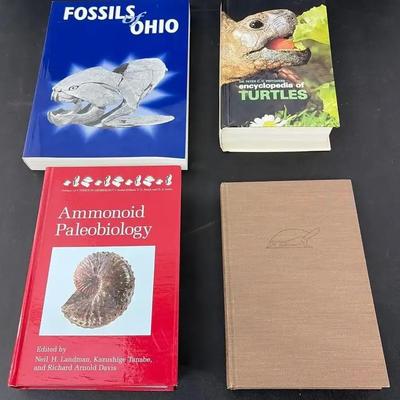 FOSSILS of
OHIO
DR. PETER C. H. PRITCHARD
encyclopedia of
TURTLES
Ammonoid
Paleobiology
Edited by
Neil H. Landman, Kazushige Tanabe,
and Richard Arnold Davis